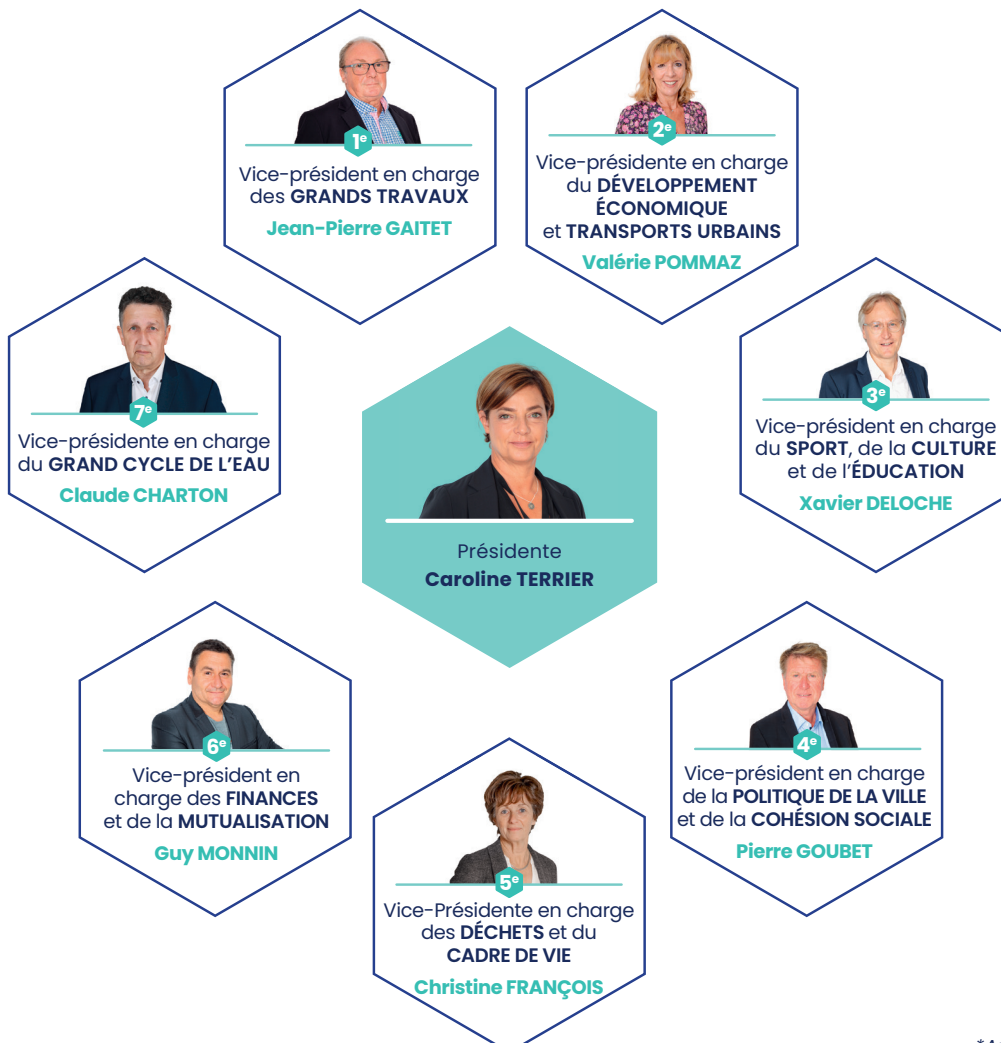 1e
Vice-président en charge
des GRANDS TRAVAUX
Jean-Pierre GAITET
2e
Vice-présidente en charge
du DÉVELOPPEMENT
ÉCONOMIQUE
et TRANSPORTS URBAINS
Valérie POMMAZ
3e
Vice-président en charge
du SPORT, de la CULTURE
et de l'ÉDUCATION
Xavier DELOCHE
7e
Vice-présidente en charge
du GRAND CYCLE DE L'EAU
Claude CHARTON
Présidente
Caroline TERRIER
6e
Vice-président en
charge des FINANCES
et de la MUTUALISATION
Guy MONNIN
4e
Vice-président en charge
de la POLITIQUE DE LA VILLE
et de la COHÉSION SOCIALE
Pierre GOUBET
5e
Vice-Présidente en charge
des DÉCHETS et du
CADRE DE VIE
Christine FRANÇOIS